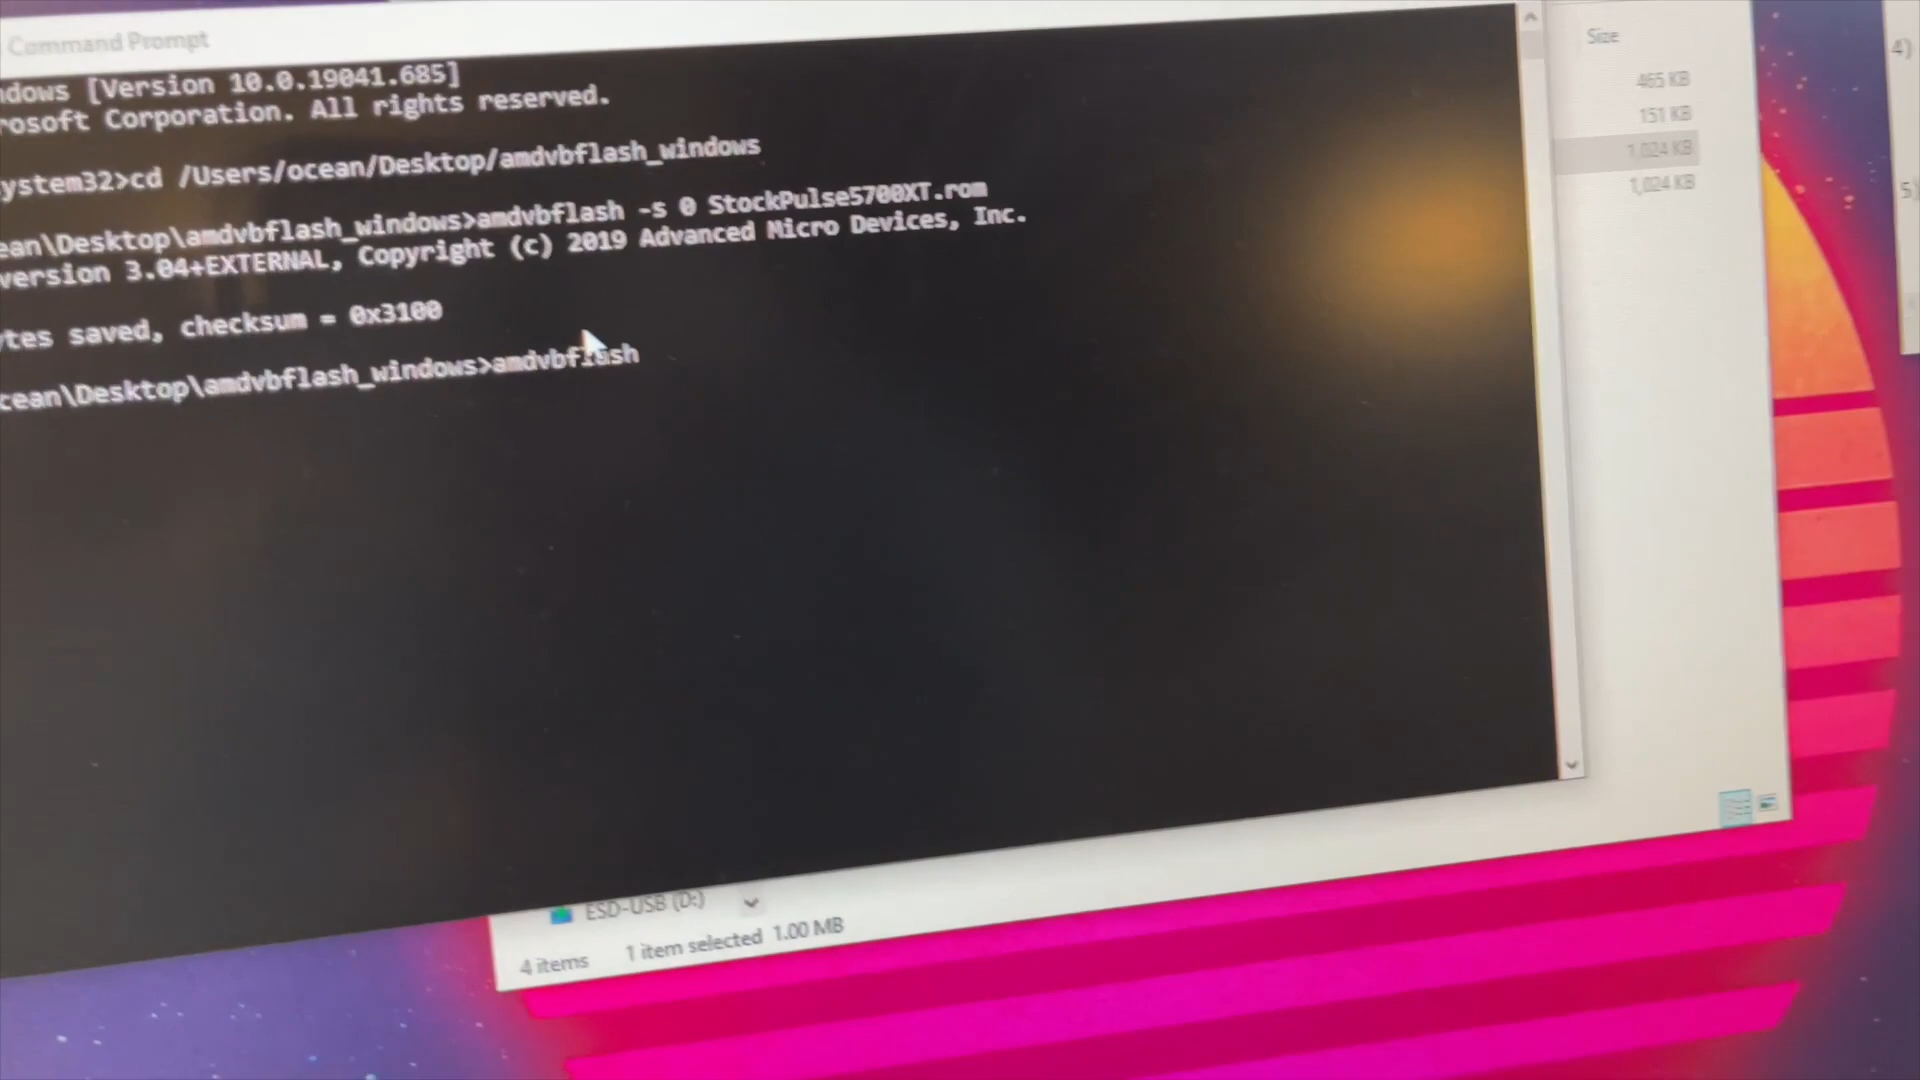 Command Prompt
ndows [Version 10.0.19041.685]
rosoft Corporation. All rights reserved.
ystem32>cd /Users/ocean/Desktop/amdvbflash_windows
ean\Desktop\amdvbflash_windows>amdvbflash -s 0 StockPulse5700XT.rom
version 3.04+EXTERNAL, Copyright (c) 2019 Advanced Micro Devices, Inc.
ytes saved, checksum = 0x3100
cean\Desktop\amdvbflash_windows>amdvbflash
Size
465 KB
151 KB
1,024 KB
1,024 KB
4)
5)
ESD-USB (D:)
4 items 1 item selected 1.00 MB